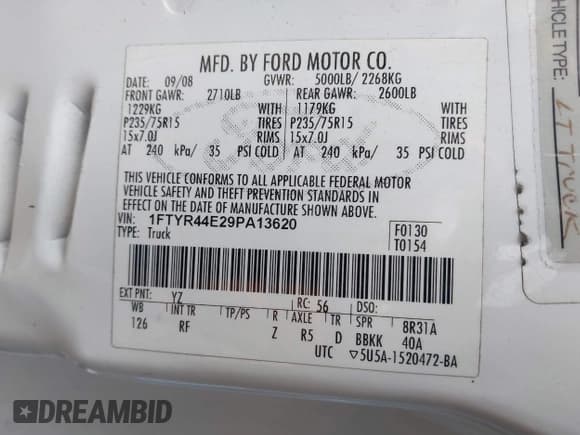 MFD. BY FORD MOTOR CO.
DATE: 09/08 GVWR: 5000LB/ 2268KG
FRONT GAWR: 2710LB REAR GAWR: 2600LB
1229KG WITH 1179KG WITH
P235/75R15 TIRES P235/75R15 TIRES
15x7.0J RIMS 15x7.0J RIMS
AT 240 kPa/ 35 PSI COLD AT 240 kPa/ 35 PSI COLD
THIS VEHICLE CONFORMS TO ALL APPLICABLE FEDERAL MOTOR
VEHICLE SAFETY AND THEFT PREVENTION STANDARDS IN
EFFECT ON THE DATE OF MANUFACTURE SHOWN ABOVE.
VIN: 1FTYR44E29PA13620 F0130
TYPE: Truck T0154
EXT PNT: YZ RC: 56 DSO:
WB INT TR TP/PS R AXLE TR SPR 8R31A
126 RF Z R5 D BBKK 40A
UTC ▽5U5A-1520472-BA
VEHICLE TYPE:
LT TRUCK
DREAMBID